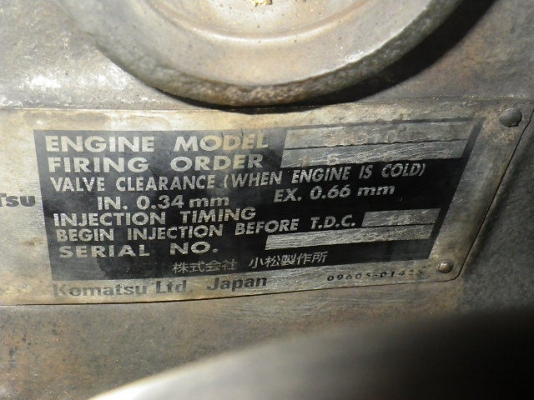 ENGINE MODEL
FIRING ORDER
VALVE CLEARANCE (WHEN ENGINE IS COLD)
IN. 0.34 mm EX. 0.66 mm
INJECTION TIMING
BEGIN INJECTION BEFORE T.D.C.
SERIAL NO.
株式会社 小松製作所
Komatsu Ltd. Japan